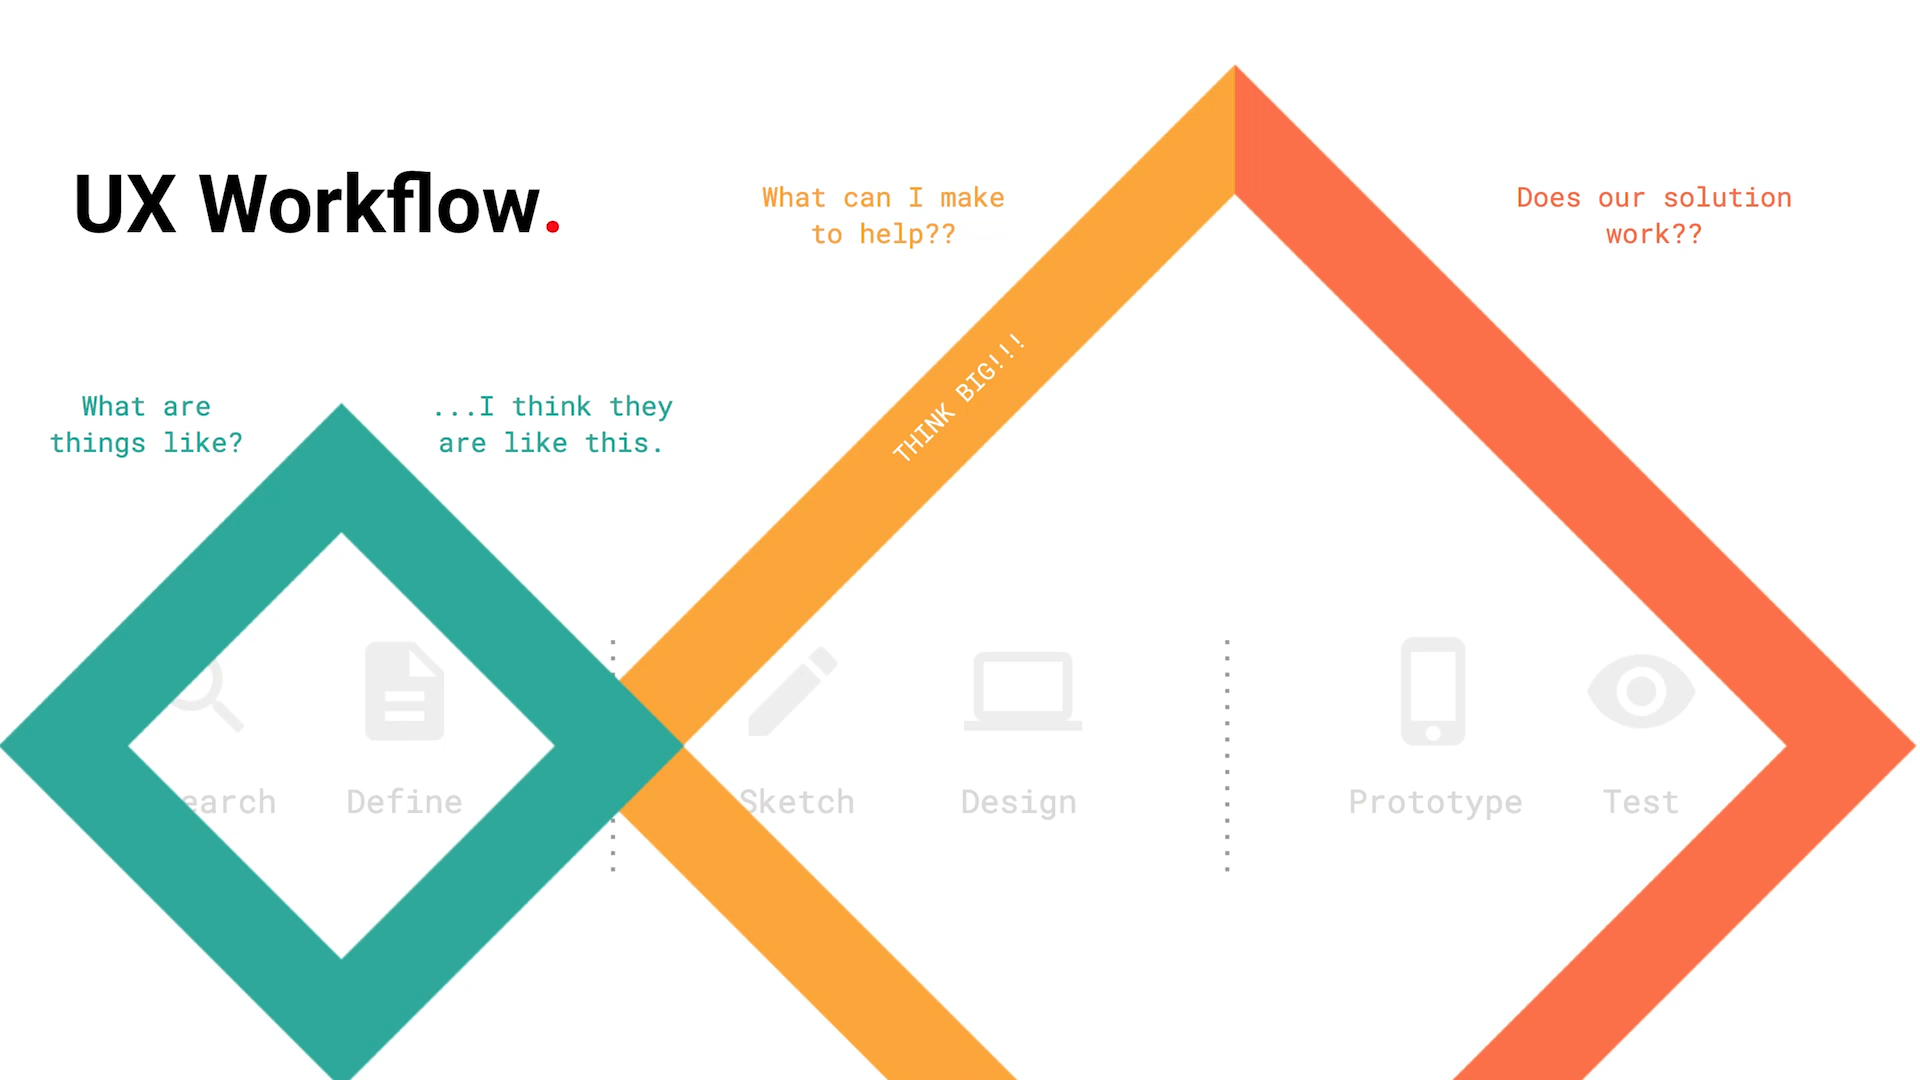 UX Workflow.
What can I make
to help??
Does our solution
work??
THINK BIG!!!
What are
things like?
...I think they
are like this.
earch
Define
Sketch
Design
Prototype
Test